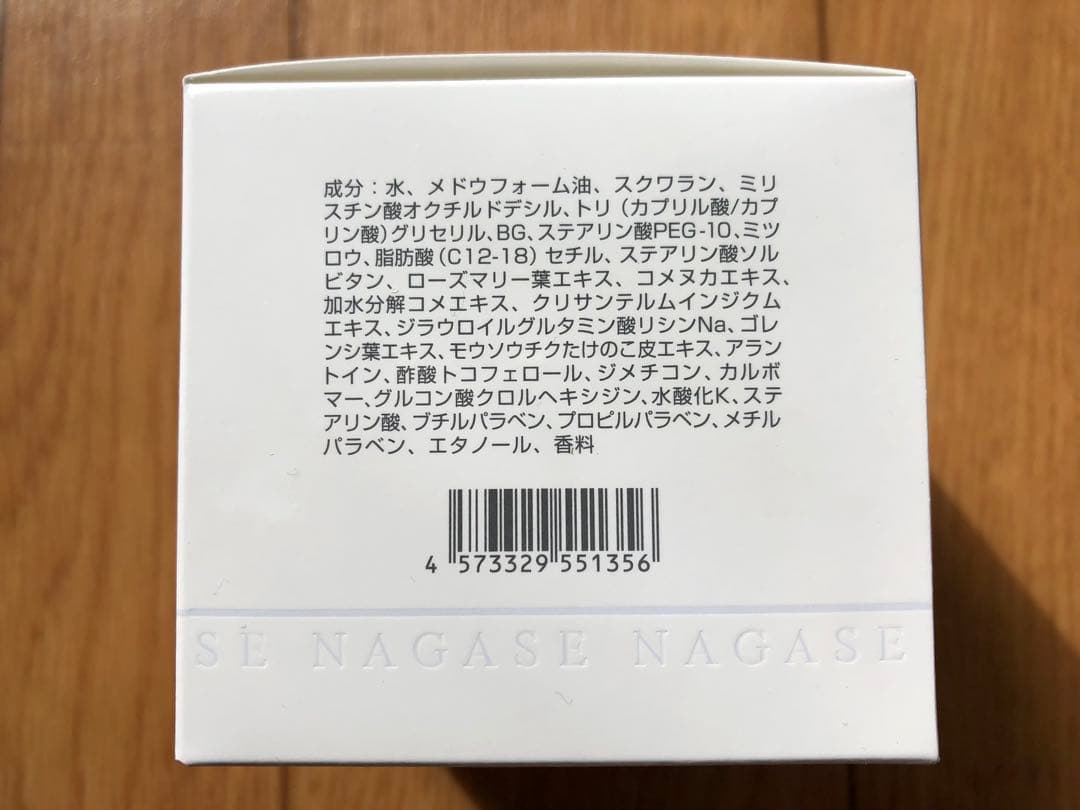 成分：水、メドウフォーム油、スクワラン、ミリ
スチン酸オクチルドデシル、トリ（カプリル酸/カプ
リン酸）グリセリル、BG、ステアリン酸PEG-10、ミツ
ロウ、脂肪酸（C12-18）セチル、ステアリン酸ソル
ビタン、ローズマリー葉エキス、コメヌカエキス、
加水分解コメエキス、クリサンテルムインジクム
エキス、ジラウロイルグルタミン酸リシンNa、ゴレ
ンシ葉エキス、モウソウチクたけのこ皮エキス、アラン
トイン、酢酸トコフェロール、ジメチコン、カルボ
マー、グルコン酸クロルヘキシジン、水酸化K、ステ
アリン酸、ブチルパラベン、プロピルパラベン、メチル
パラベン、エタノール、香料
4 573329 551356
SE NAGASE NAGASE